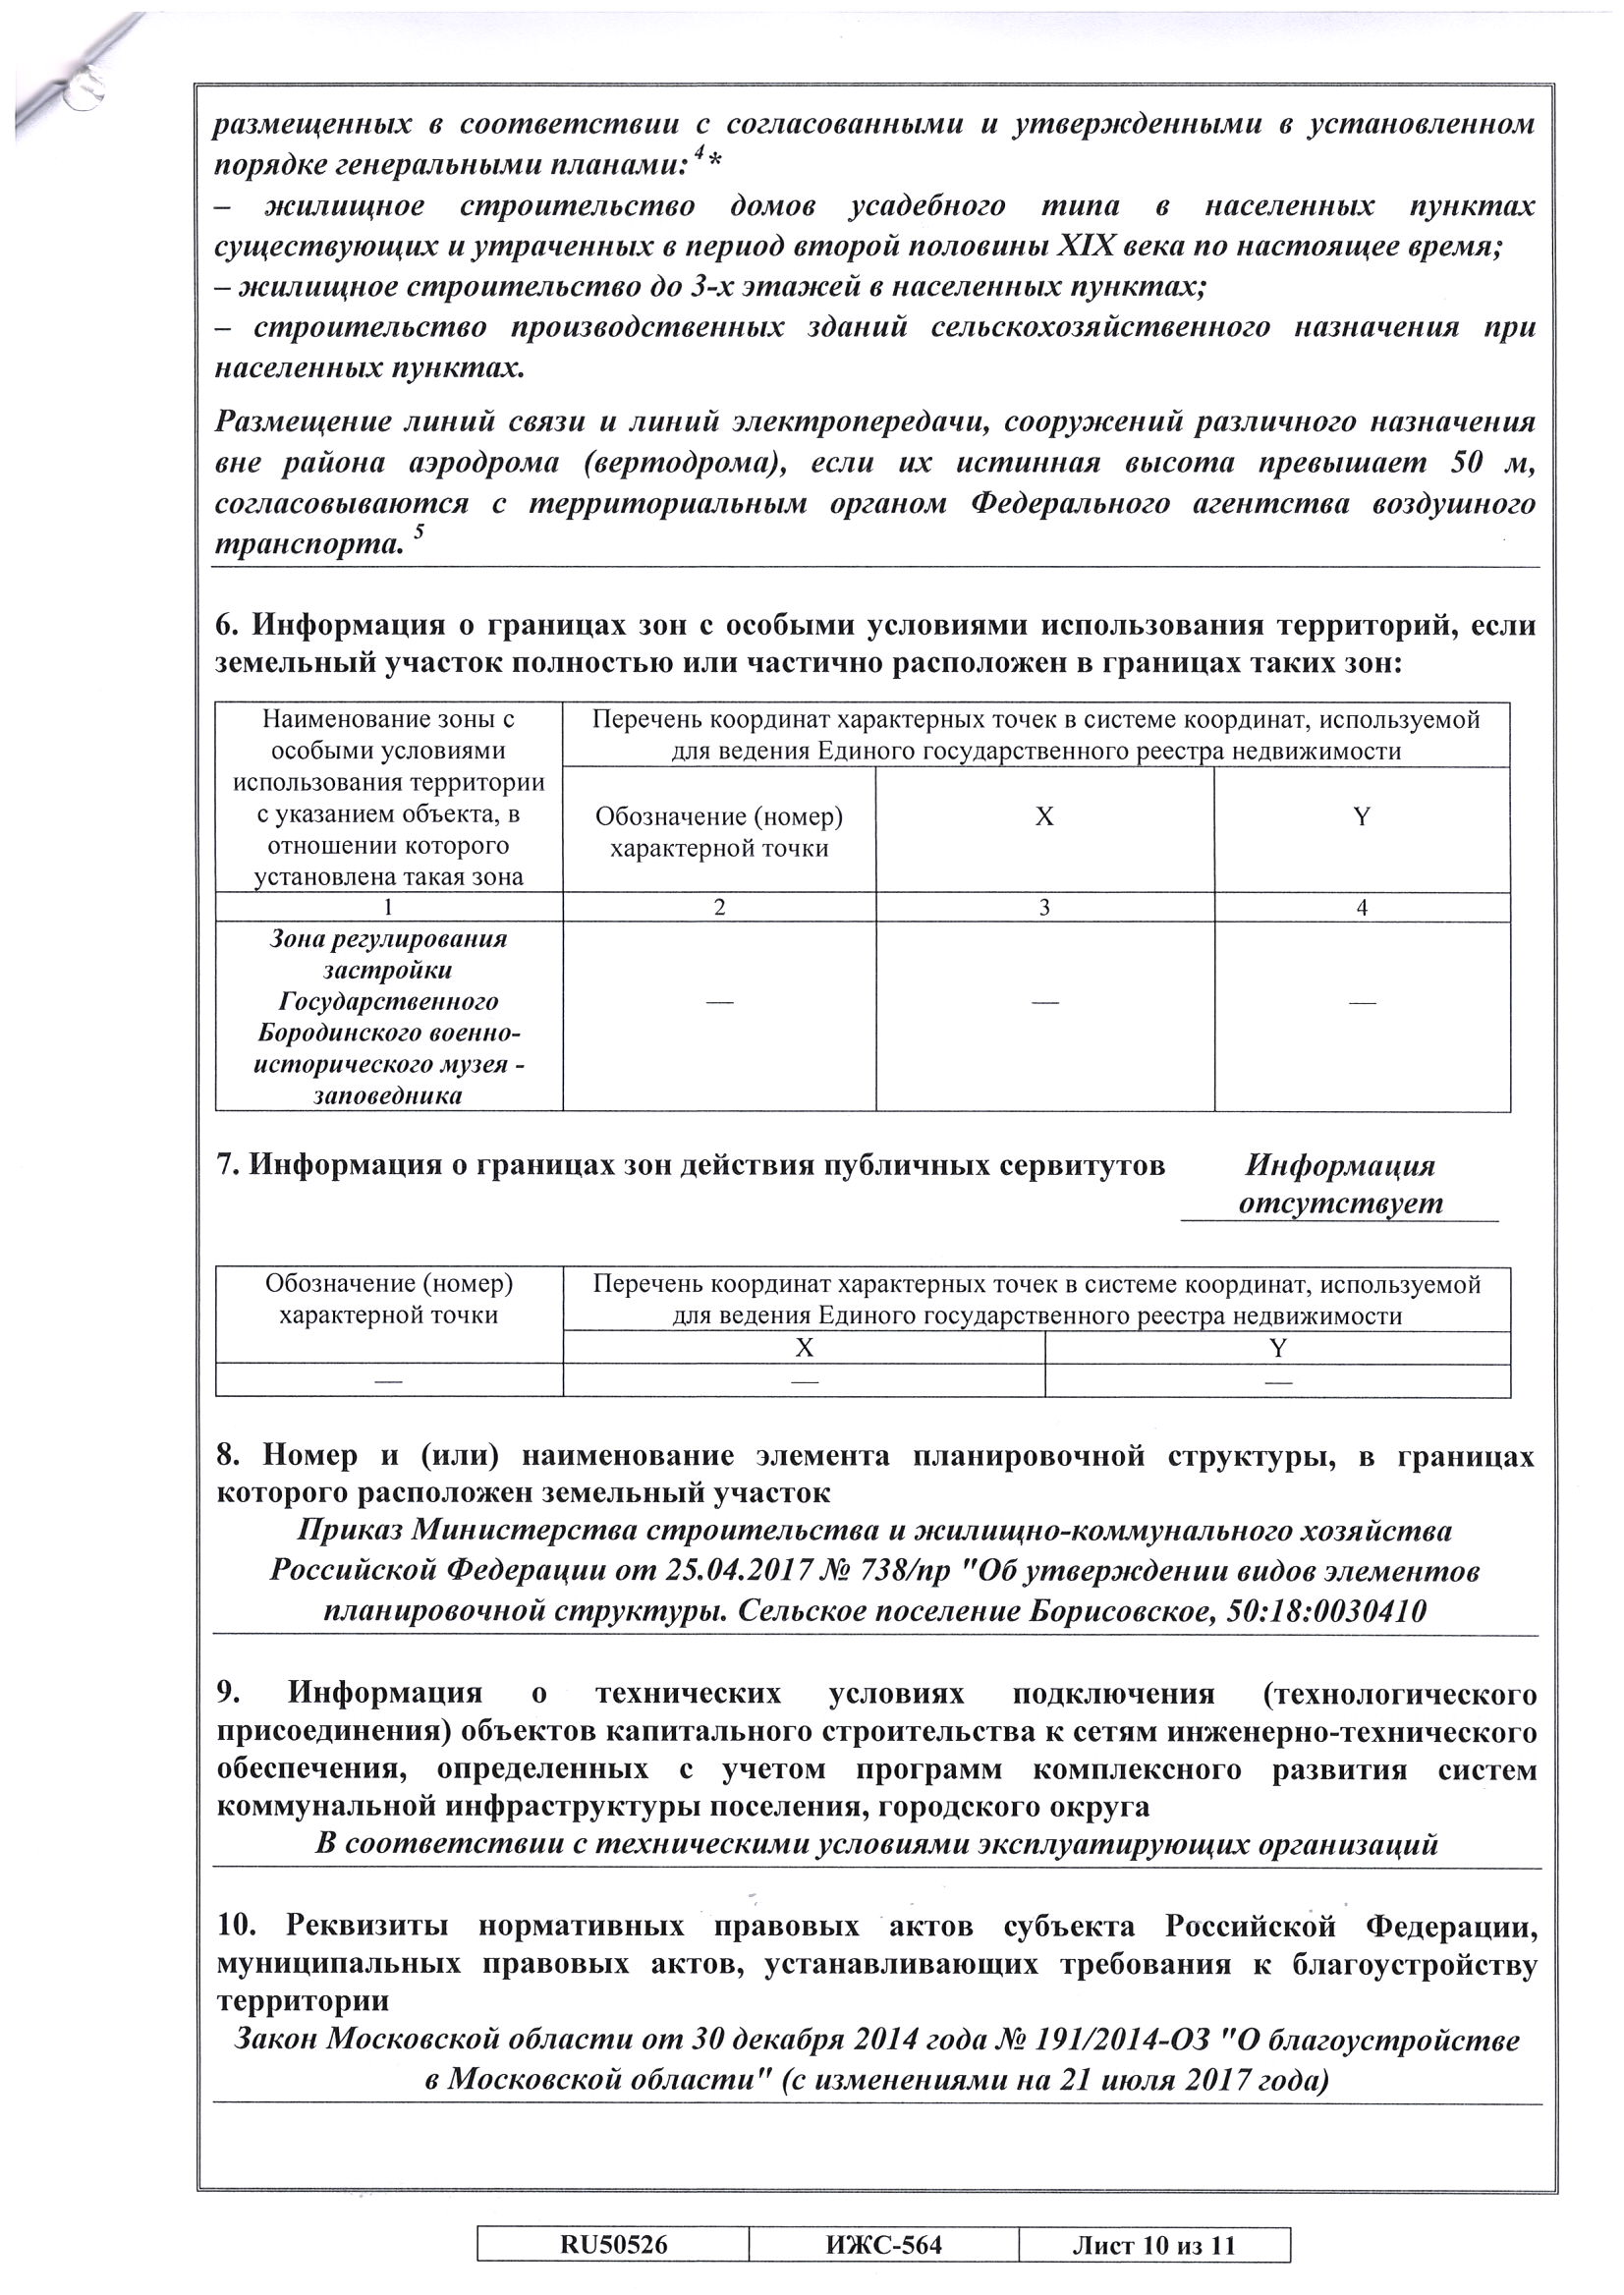 размещенных в соответствии с согласованными и утвержденными в установленном
порядке генеральными планами: 4*
– жилищное строительство домов усадебного типа в населенных пунктах
существующих и утраченных в период второй половины XIX века по настоящее время;
– жилищное строительство до 3-х этажей в населенных пунктах;
– строительство производственных зданий сельскохозяйственного назначения при
населенных пунктах.
Размещение линий связи и линий электропередачи, сооружений различного назначения
вне района аэродрома (вертодрома), если их истинная высота превышает 50 м,
согласовываются с территориальным органом Федерального агентства воздушного
транспорта. 5
6. Информация о границах зон с особыми условиями использования территорий, если
земельный участок полностью или частично расположен в границах таких зон:
Наименование зоны с
особыми условиями
использования территории
с указанием объекта, в
отношении которого
установлена такая зона
Перечень координат характерных точек в системе координат, используемой
для ведения Единого государственного реестра недвижимости
Обозначение (номер)
характерной точки
X
Y
1
2
3
4
Зона регулирования
застройки
Государственного
Бородинского военно-
исторического музея -
заповедника
—
—
—
7. Информация о границах зон действия публичных сервитутов
Информация
отсутствует
Обозначение (номер)
характерной точки
Перечень координат характерных точек в системе координат, используемой
для ведения Единого государственного реестра недвижимости
X
Y
—
—
—
8. Номер и (или) наименование элемента планировочной структуры, в границах
которого расположен земельный участок
Приказ Министерства строительства и жилищно-коммунального хозяйства
Российской Федерации от 25.04.2017 № 738/пр "Об утверждении видов элементов
планировочной структуры. Сельское поселение Борисовское, 50:18:0030410
9. Информация о технических условиях подключения (технологического
присоединения) объектов капитального строительства к сетям инженерно-технического
обеспечения, определенных с учетом программ комплексного развития систем
коммунальной инфраструктуры поселения, городского округа
В соответствии с техническими условиями эксплуатирующих организаций
10. Реквизиты нормативных правовых актов субъекта Российской Федерации,
муниципальных правовых актов, устанавливающих требования к благоустройству
территории
Закон Московской области от 30 декабря 2014 года № 191/2014-ОЗ "О благоустройстве
в Московской области" (с изменениями на 21 июля 2017 года)
RU50526
ИЖС-564
Лист 10 из 11